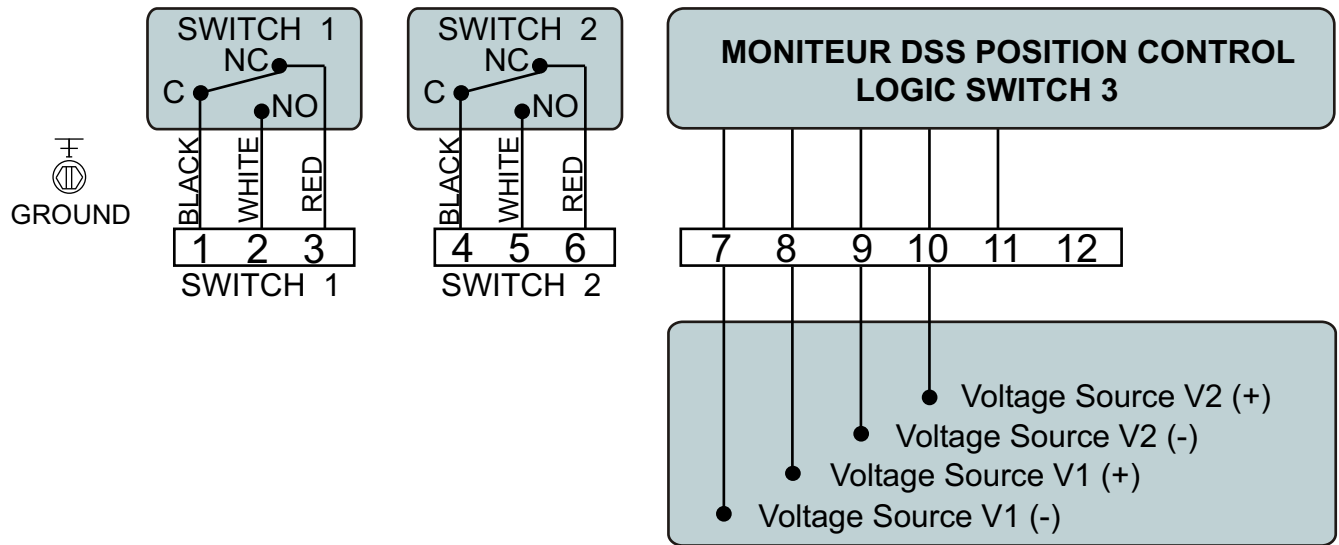 SWITCH 1
NC
C
NO
BLACK
WHITE
RED
1 2 3
SWITCH 1
SWITCH 2
NC
C
NO
BLACK
WHITE
RED
4 5 6
SWITCH 2
MONITEUR DSS POSITION CONTROL
LOGIC SWITCH 3
GROUND
7 8 9 10 11 12
Voltage Source V2 (+)
Voltage Source V2 (-)
Voltage Source V1 (+)
Voltage Source V1 (-)